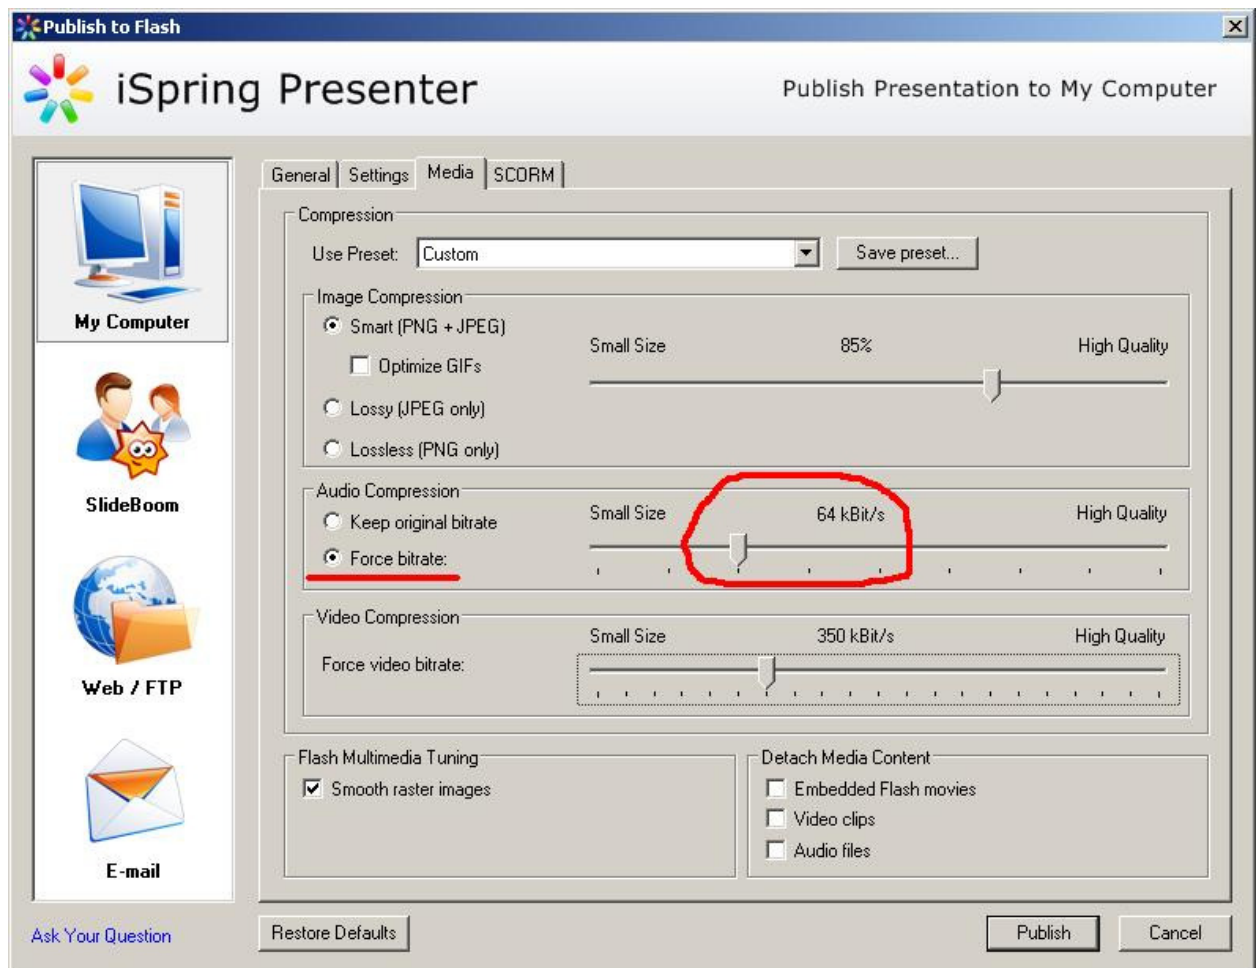 Publish to Flash
iSpring Presenter
Publish Presentation to My Computer
My Computer
SlideBoom
Web / FTP
E-mail
Ask Your Question
General
Settings
Media
SCORM
Compression
Use Preset:
Custom
Save preset...
Image Compression
Smart (PNG + JPEG)
Optimize GIFs
Lossy (JPEG only)
Lossless (PNG only)
Small Size
85%
High Quality
Audio Compression
Keep original bitrate
Force bitrate:
Small Size
64 kBit/s
High Quality
Video Compression
Force video bitrate:
Small Size
350 kBit/s
High Quality
Flash Multimedia Tuning
Smooth raster images
Detach Media Content
Embedded Flash movies
Video clips
Audio files
Restore Defaults
Publish
Cancel